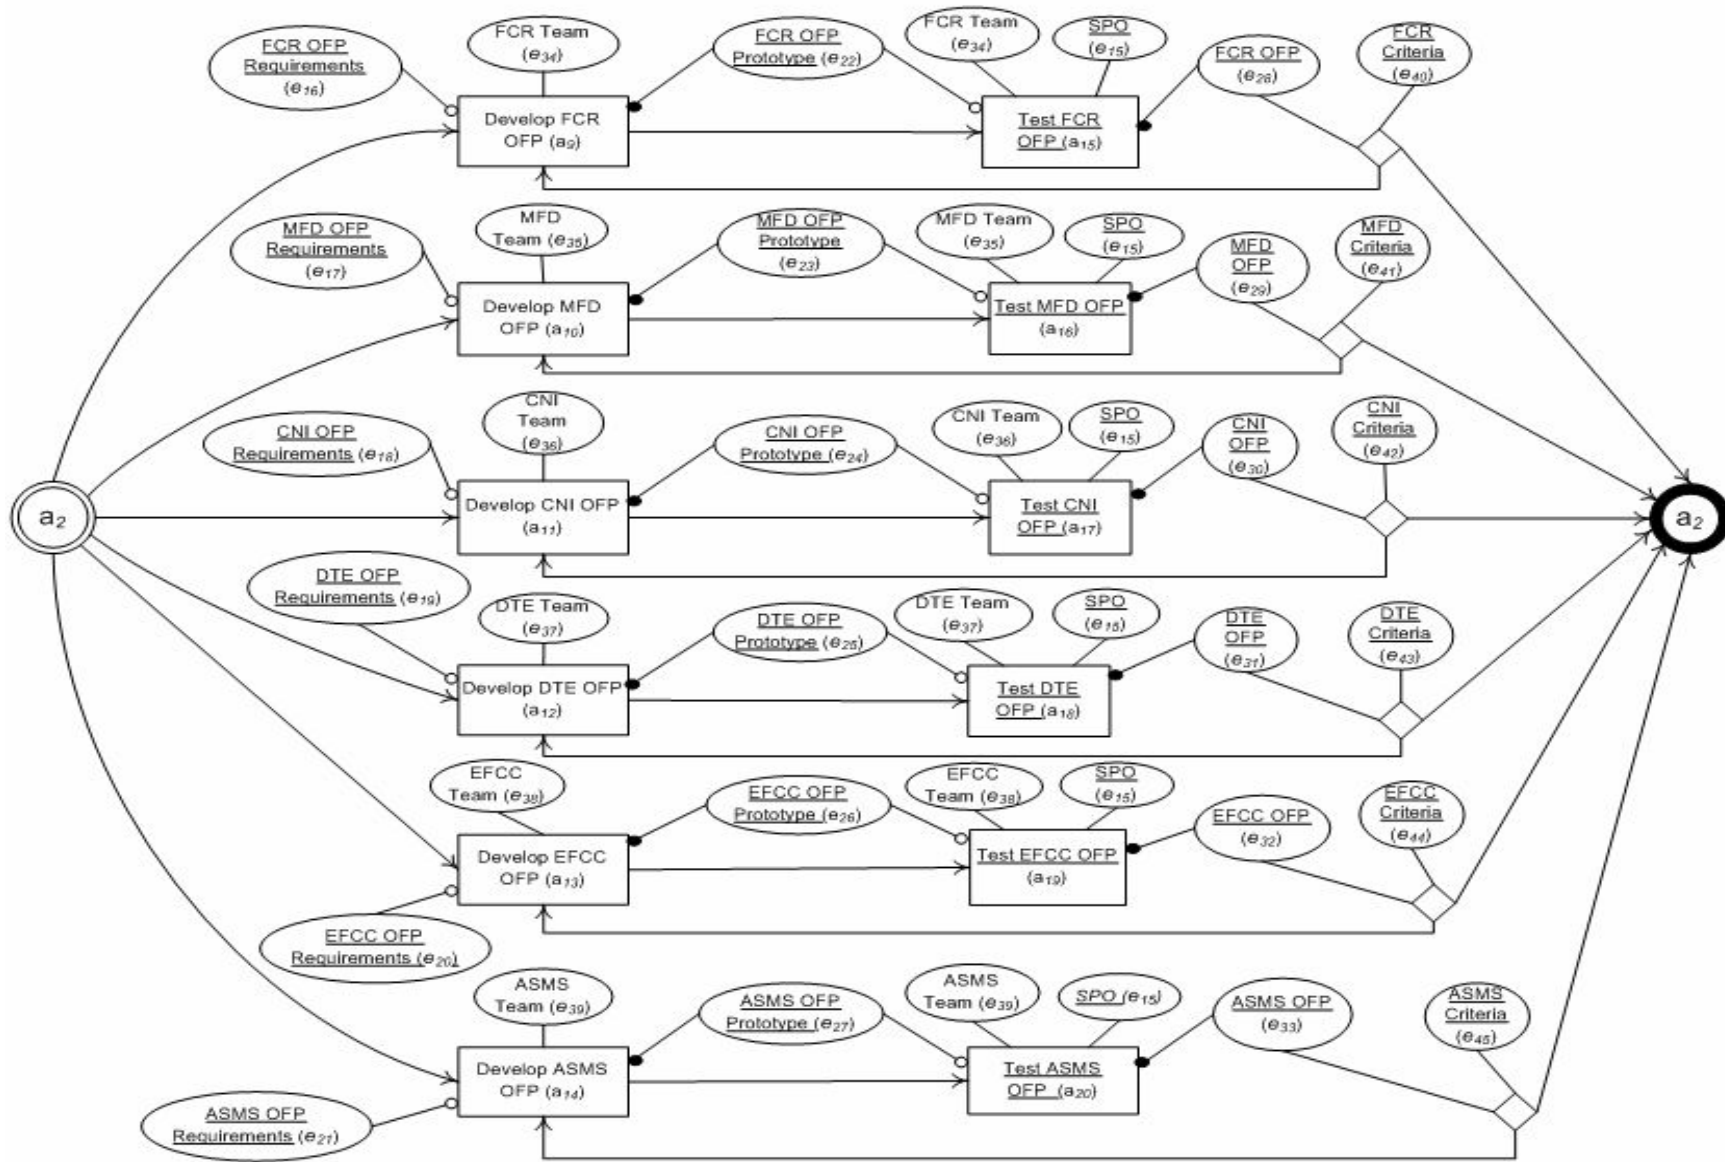 FCR OFP
Requirements
(e16)
FCR Team
(e34)
FCR OFP
Prototype (e22)
FCR Team
(e34)
SPO
(e15)
FCR OFP
(e28)
FCR
Criteria
(e40)
Develop FCR
OFP (a9)
Test FCR
OFP (a15)
MFD OFP
Requirements
(e17)
MFD
Team (e35)
MFD OFP
Prototype
(e23)
MFD Team
(e35)
SPO
(e15)
MFD
OFP
(e29)
MFD
Criteria
(e41)
Develop MFD
OFP (a10)
Test MFD OFP
(a16)
CNI OFP
Requirements (e18)
CNI
Team
(e36)
CNI OFP
Prototype (e24)
CNI Team
(e36)
SPO
(e15)
CNI
OFP
(e30)
CNI
Criteria
(e42)
a2
Develop CNI OFP
(a11)
Test CNI
OFP (a17)
a2
DTE OFP
Requirements (e19)
DTE Team
(e37)
DTE OFP
Prototype (e25)
DTE Team
(e37)
SPO
(e15)
DTE
OFP
(e31)
DTE
Criteria
(e43)
Develop DTE OFP
(a12)
Test DTE
OFP (a18)
EFCC
Team (e38)
EFCC OFP
Prototype (e26)
EFCC
Team (e38)
SPO
(e15)
EFCC OFP
(e32)
EFCC
Criteria
(e44)
Develop EFCC
OFP (a13)
Test EFCC OFP
(a19)
EFCC OFP
Requirements (e20)
ASMS
Team (e39)
ASMS OFP
Prototype (e27)
ASMS
Team (e39)
SPO (e15)
ASMS OFP
(e33)
ASMS
Criteria
(e45)
Develop ASMS
OFP (a14)
Test ASMS
OFP (a20)
ASMS OFP
Requirements (e21)